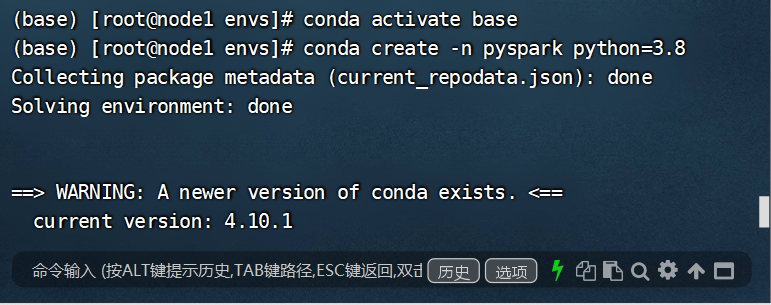 (base) [root@node1 envs]# conda activate base
(base) [root@node1 envs]# conda create -n pyspark python=3.8
Collecting package metadata (current_repodata.json): done
Solving environment: done
==> WARNING: A newer version of conda exists. <==
current version: 4.10.1
命令输入 (按ALT键提示历史,TAB键路径,ESC键返回,双击 历史 选项